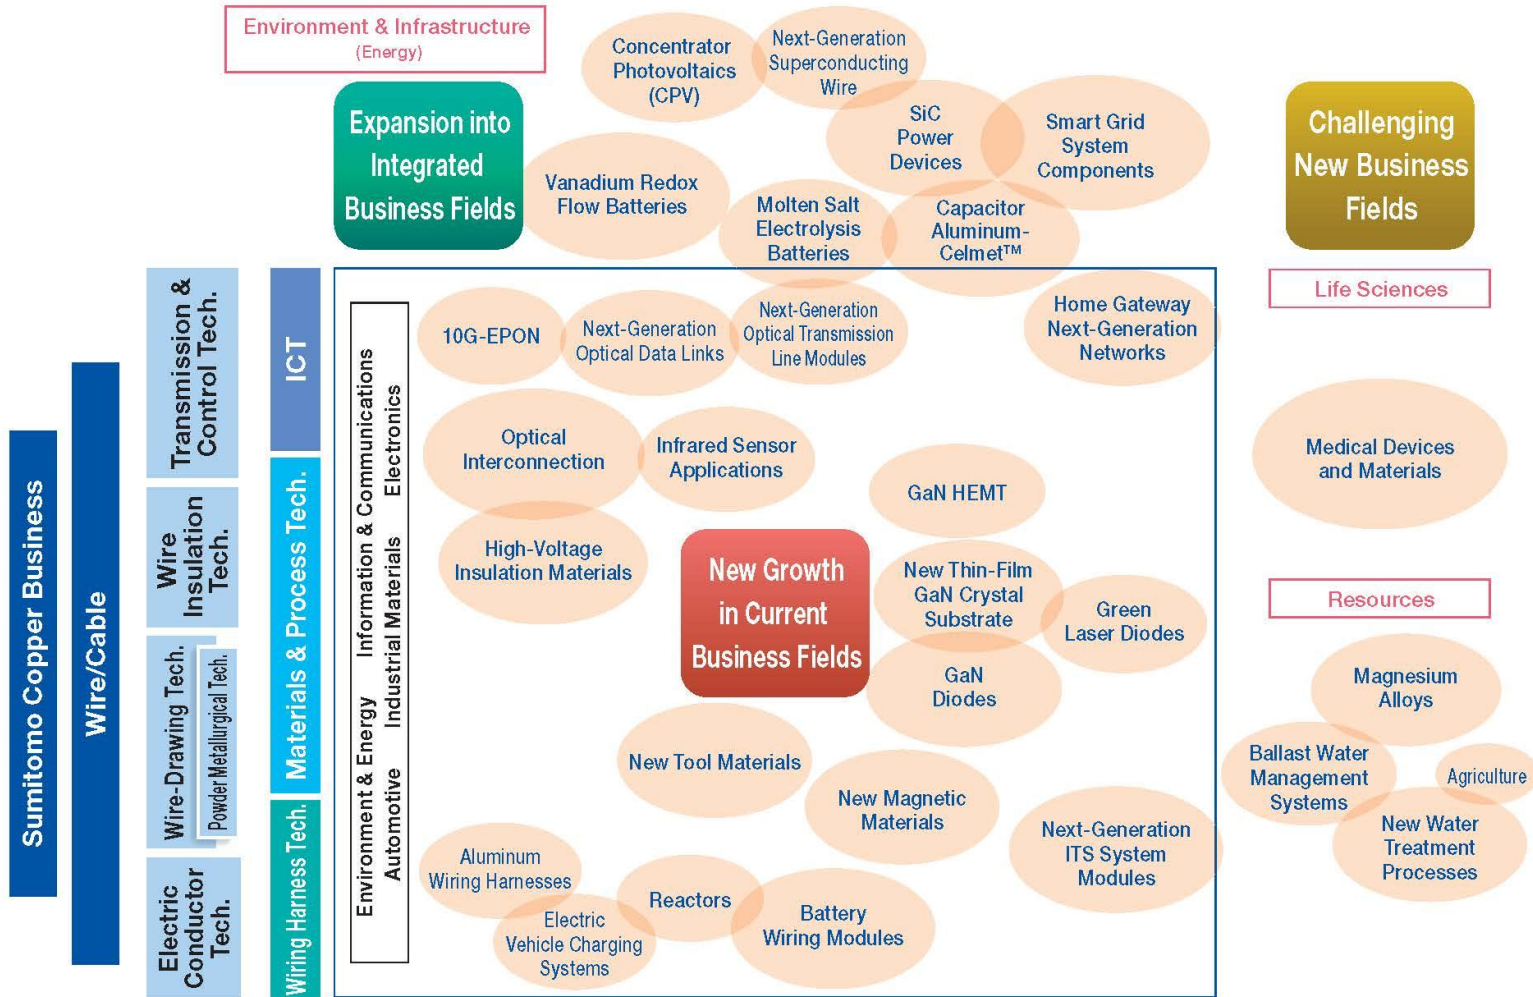 Environment & Infrastructure
(Energy)
Expansion into
Integrated
Business Fields
Concentrator
Photovoltaics
(CPV)
Next-Generation
Superconducting
Wire
SiC
Power
Devices
Smart Grid
System
Components
Vanadium Redox
Flow Batteries
Molten Salt
Electrolysis
Batteries
Capacitor
Aluminum-
Celmet™
Challenging
New Business
Fields
Sumitomo Copper Business
Wire/Cable
Transmission &
Control Tech.
Wire
Insulation
Tech.
Wire-Drawing Tech.
Powder Metallurgical Tech.
Electric
Conductor
Tech.
ICT
Materials & Process Tech.
Wiring Harness Tech.
Environment & Energy
Information & Communications
Automotive
Industrial Materials
Electronics
10G-EPON
Next-Generation
Optical Data Links
Next-Generation
Optical Transmission
Line Modules
Home Gateway
Next-Generation
Networks
Optical
Interconnection
Infrared Sensor
Applications
High-Voltage
Insulation Materials
GaN HEMT
New Growth
in Current
Business Fields
New Thin-Film
GaN Crystal
Substrate
Green
Laser Diodes
GaN
Diodes
New Tool Materials
New Magnetic
Materials
Next-Generation
ITS System
Modules
Aluminum
Wiring Harnesses
Electric
Vehicle Charging
Systems
Reactors
Battery
Wiring Modules
Life Sciences
Medical Devices
and Materials
Resources
Magnesium
Alloys
Ballast Water
Management
Systems
Agriculture
New Water
Treatment
Processes